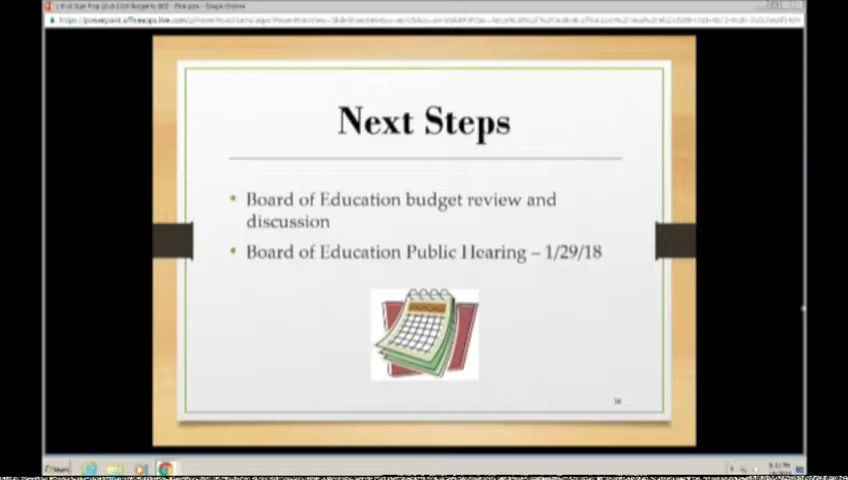 Next Steps
• Board of Education budget review and
discussion
• Board of Education Public Hearing – 1/29/18